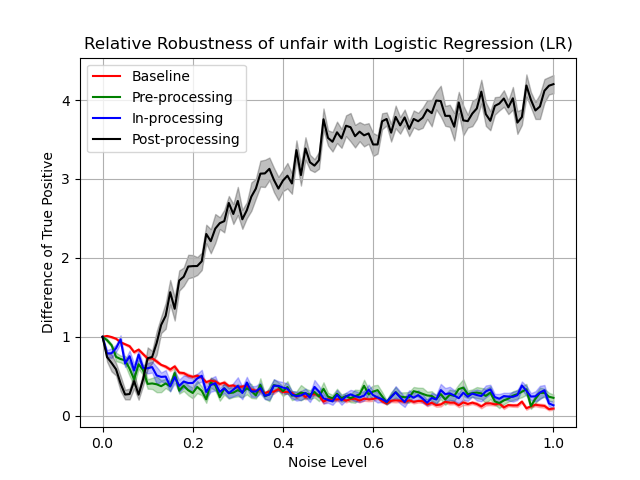 Relative Robustness of unfair with Logistic Regression (LR)
Baseline
Pre-processing
In-processing
Post-processing
Difference of True Positive
4
3
2
1
0
0.0 0.2 0.4 0.6 0.8 1.0
Noise Level